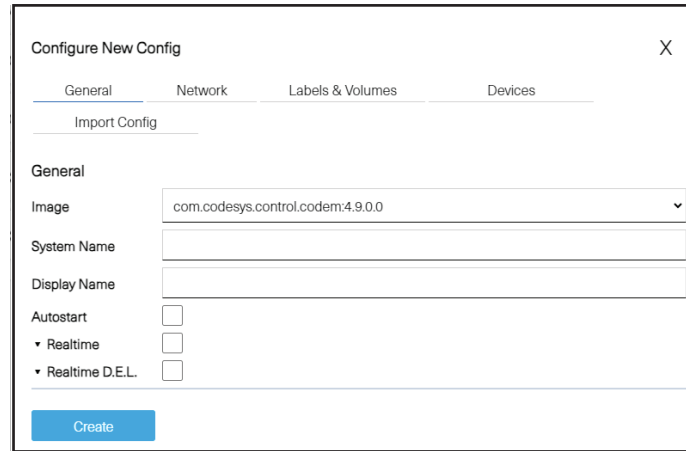 Configure New Config X
General Network Labels & Volumes Devices
Import Config
General
Image com.codesys.control.codem:4.9.0.0
System Name
Display Name
Autostart
Realtime
Realtime D.E.L.
Create